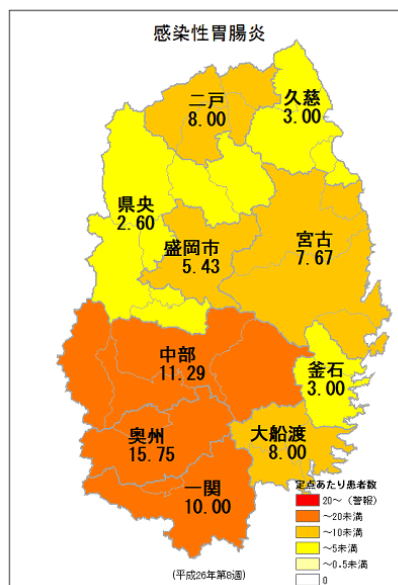 感染性胃腸炎
二戸
8.00
久慈
3.00
県央
2.60
盛岡市
5.43
宮古
7.67
中部
11.29
釜石
3.00
奥州
15.75
大船渡
8.00
一関
10.00
定点あたり患者数
20～（警報）
～20未満
～10未満
～5未満
～0.5未満
0
(平成26年第8週)